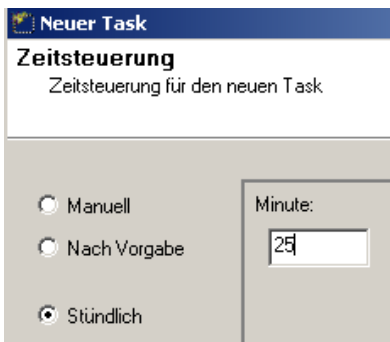 Neuer Task
Zeitsteuerung
Zeitsteuerung für den neuen Task
Manuell
Nach Vorgabe
Stündlich
Minute:
25